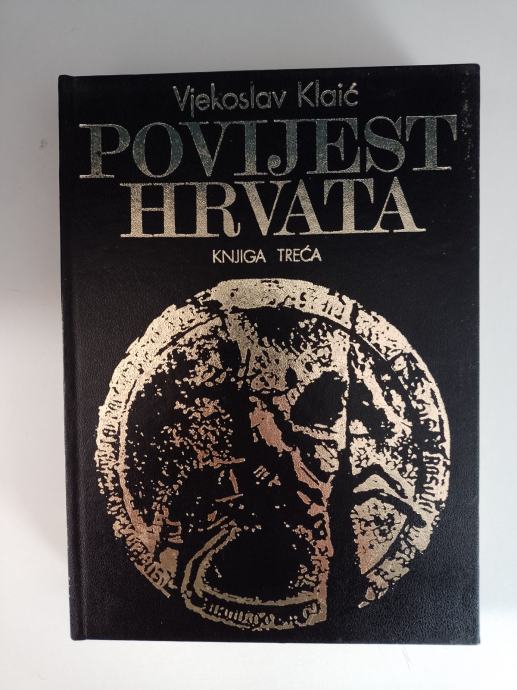 Vjekoslav Klaić
POVIJEST
HRVATA
KNJIGA TREĆA